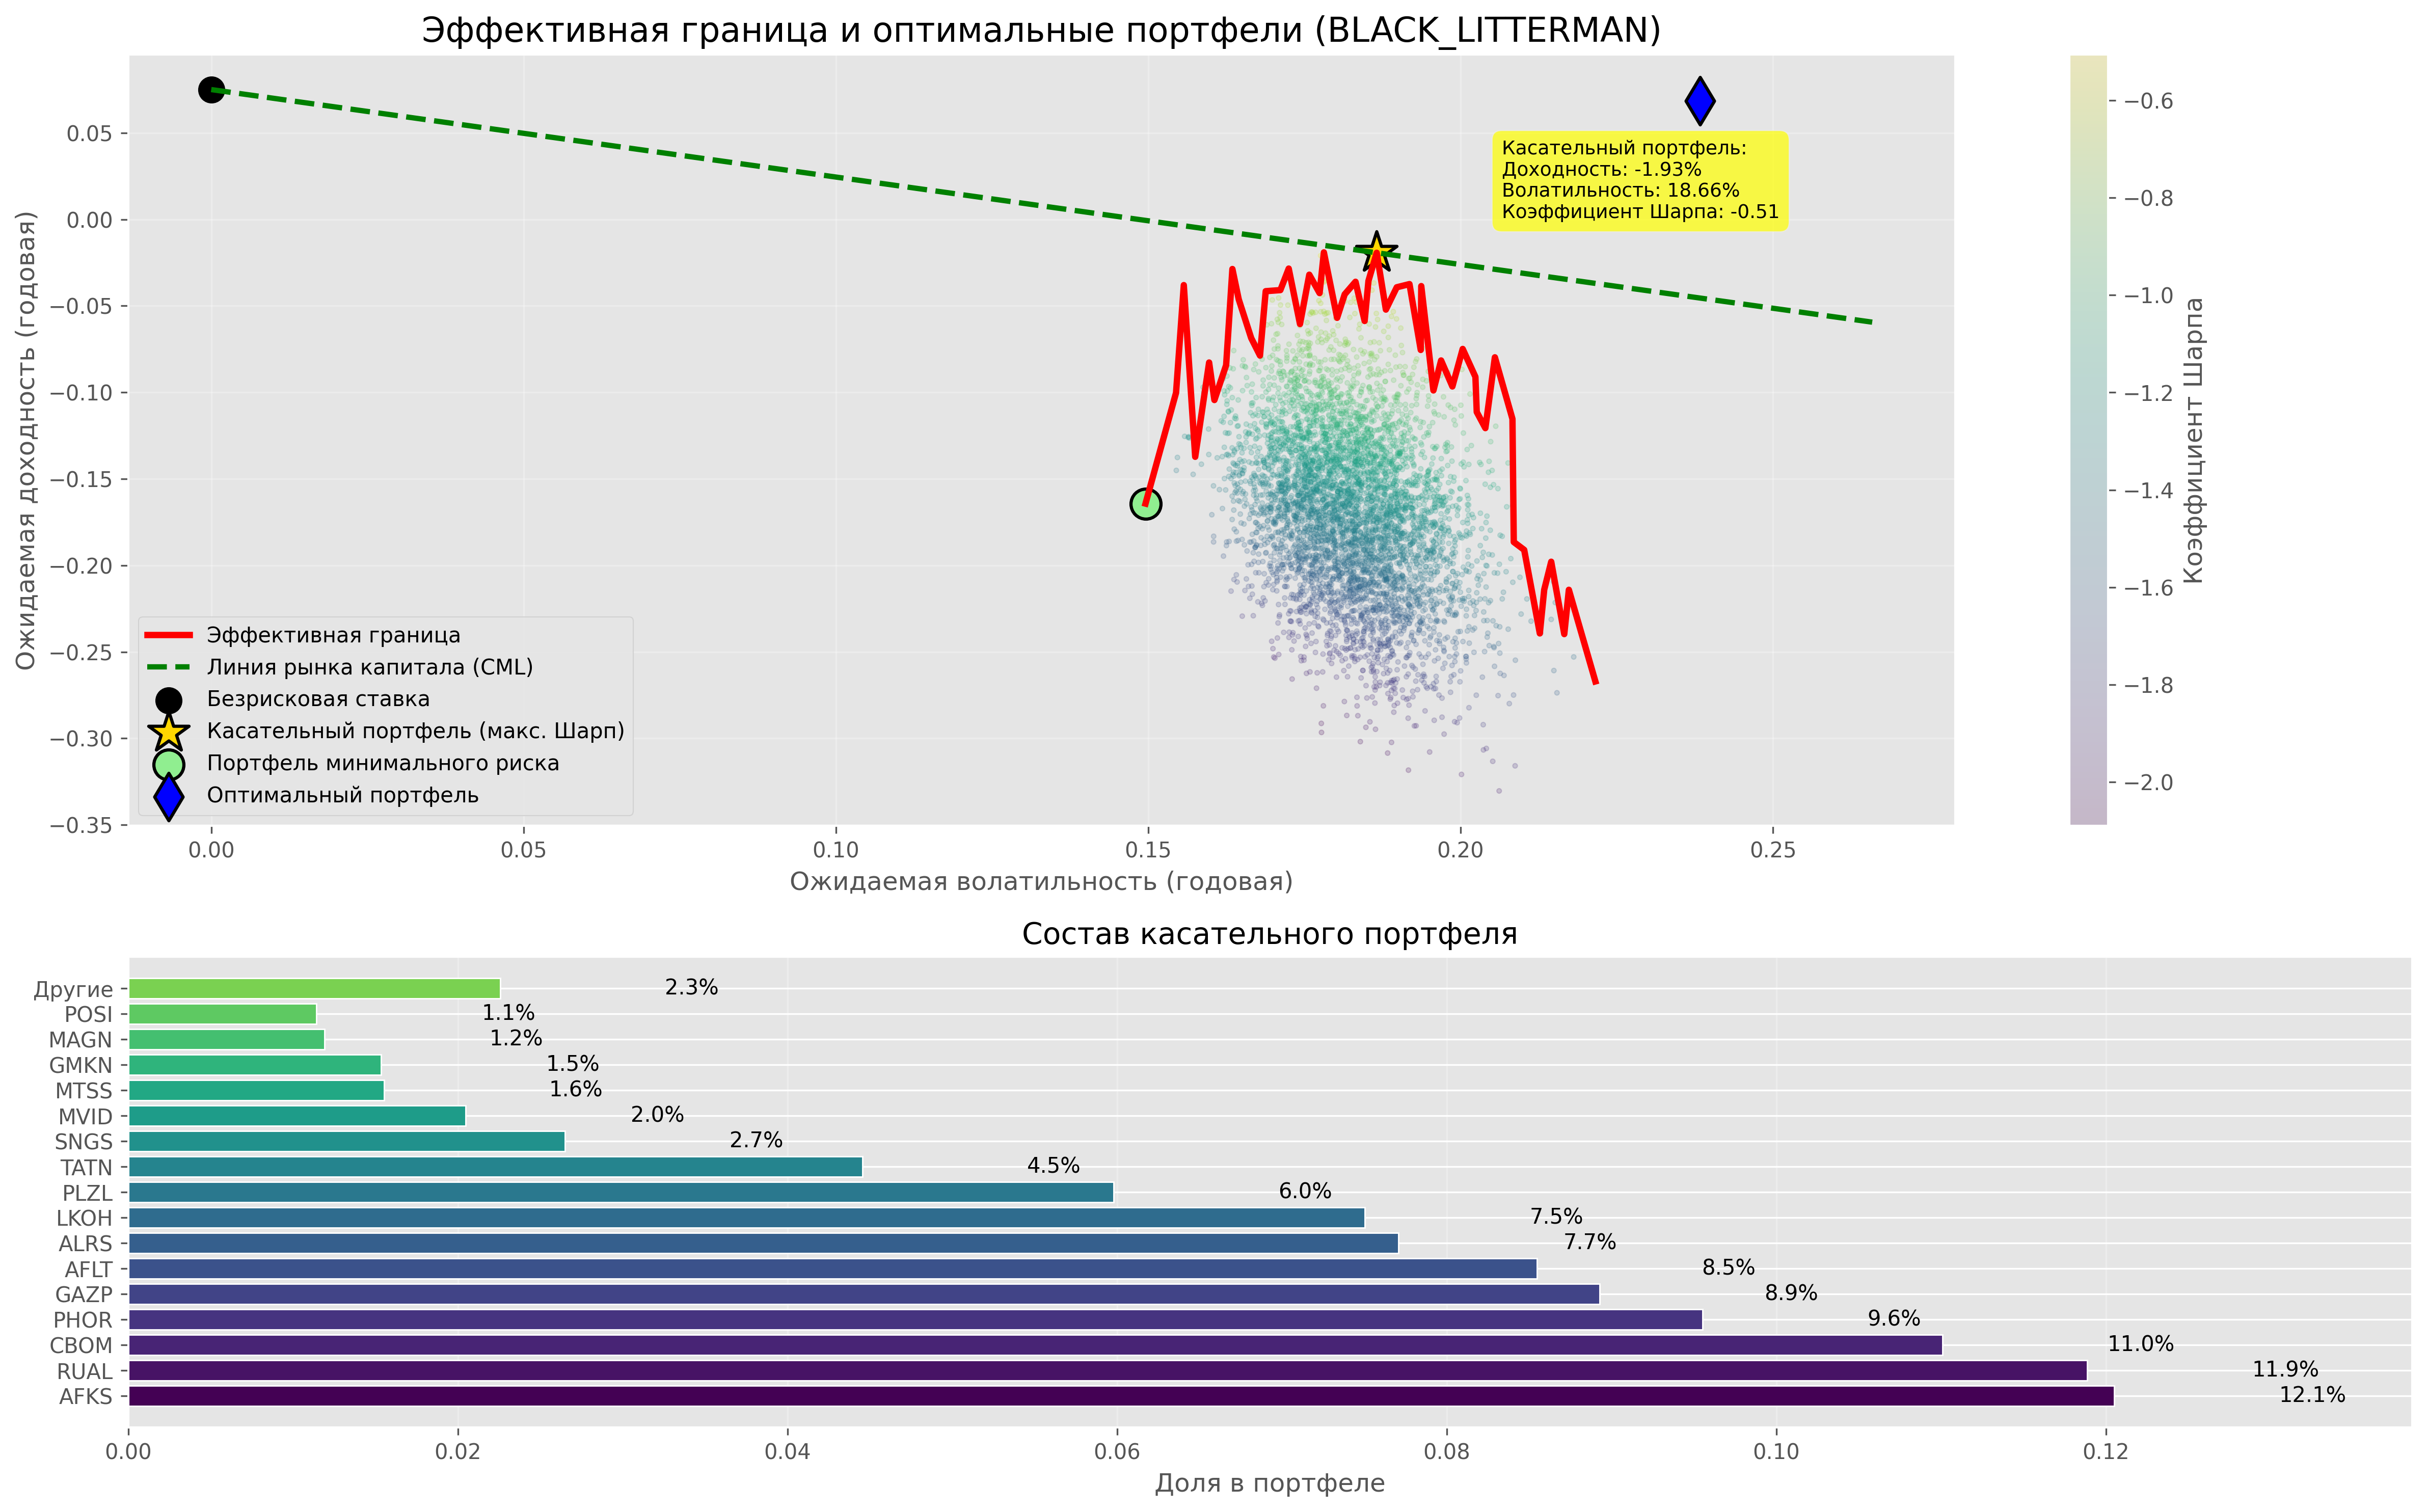 Эффективная граница и оптимальные портфели (BLACK_LITTERMAN)
Ожидаемая доходность (годовая)
0.05
0.00
−0.05
−0.10
−0.15
−0.20
−0.25
−0.30
−0.35
Касательный портфель:
Доходность: -1.93%
Волатильность: 18.66%
Коэффициент Шарпа: -0.51
Эффективная граница
Линия рынка капитала (CML)
Безрисковая ставка
Касательный портфель (макс. Шарп)
Портфель минимального риска
Оптимальный портфель
0.00 0.05 0.10 0.15 0.20 0.25
Ожидаемая волатильность (годовая)
−0.6
−0.8
−1.0
−1.2
−1.4
−1.6
−1.8
−2.0
Коэффициент Шарпа
Состав касательного портфеля
Другие 2.3%
POSI 1.1%
MAGN 1.2%
GMKN 1.5%
MTSS 1.6%
MVID 2.0%
SNGS 2.7%
TATN 4.5%
PLZL 6.0%
LKOH 7.5%
ALRS 7.7%
AFLT 8.5%
GAZP 8.9%
PHOR 9.6%
CBOM 11.0%
RUAL 11.9%
AFKS 12.1%
0.00 0.02 0.04 0.06 0.08 0.10 0.12
Доля в портфеле